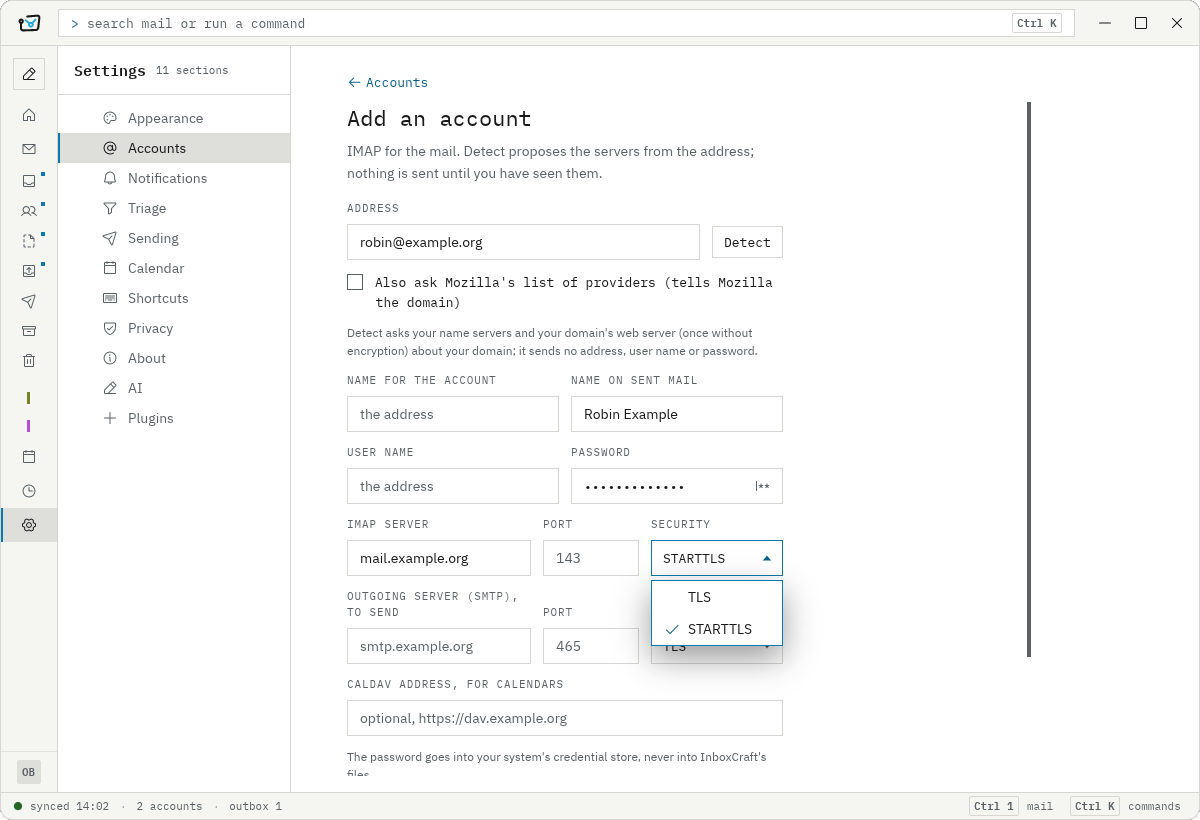 > search mail or run a command Ctrl K
Settings 11 sections
Appearance
Accounts
Notifications
Triage
Sending
Calendar
Shortcuts
Privacy
About
AI
Plugins
← Accounts
Add an account
IMAP for the mail. Detect proposes the servers from the address;
nothing is sent until you have seen them.
ADDRESS
robin@example.org Detect
Also ask Mozilla's list of providers (tells Mozilla
the domain)
Detect asks your name servers and your domain's web server (once without
encryption) about your domain; it sends no address, user name or password.
NAME FOR THE ACCOUNT NAME ON SENT MAIL
the address Robin Example
USER NAME PASSWORD
the address •••••••••••••
IMAP SERVER PORT SECURITY
mail.example.org 143 STARTTLS
TLS
STARTTLS
OUTGOING SERVER (SMTP),
TO SEND PORT
smtp.example.org 465 TLS
CALDAV ADDRESS, FOR CALENDARS
optional, https://dav.example.org
The password goes into your system's credential store, never into InboxCraft's
files
OB
synced 14:02 · 2 accounts · outbox 1 Ctrl 1 mail Ctrl K commands